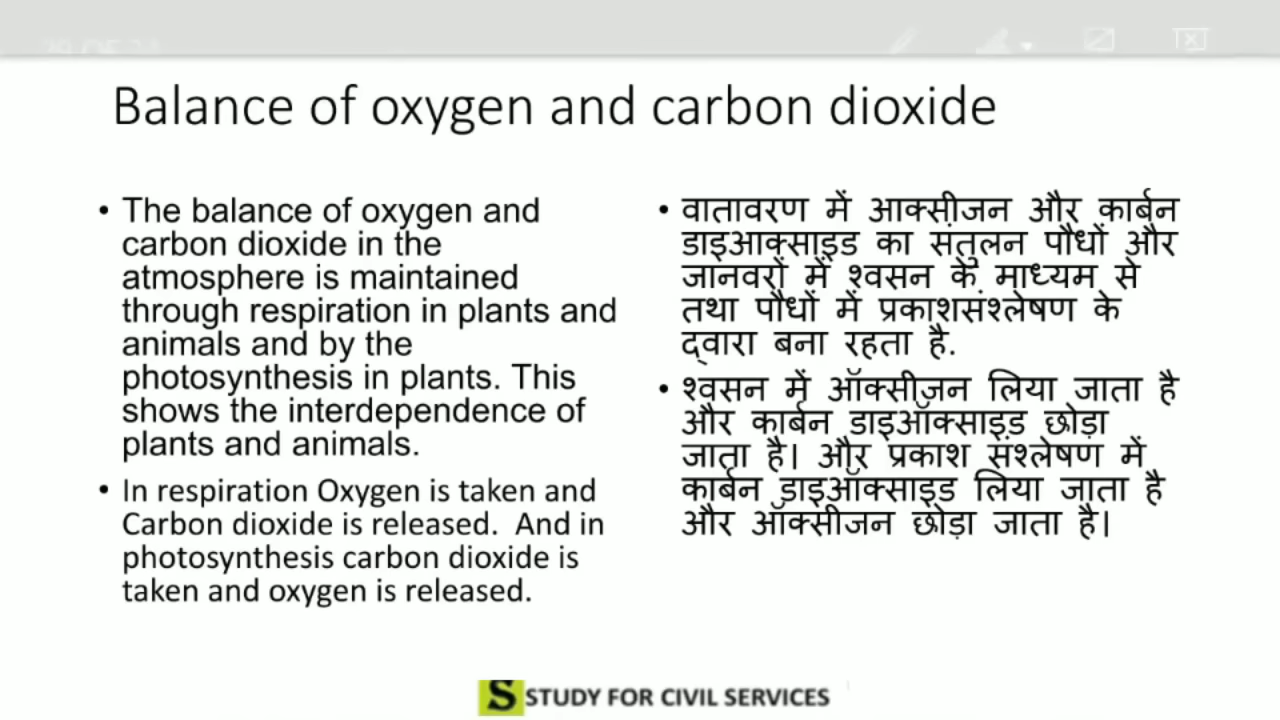 Balance of oxygen and carbon dioxide
• The balance of oxygen and
carbon dioxide in the
atmosphere is maintained
through respiration in plants and
animals and by the
photosynthesis in plants. This
shows the interdependence of
plants and animals.
• In respiration Oxygen is taken and
Carbon dioxide is released. And in
photosynthesis carbon dioxide is
taken and oxygen is released.
• वातावरण में आक्सीजन और कार्बन
डाइआक्साइड का संतुलन पौधों और
जानवरों में श्वसन के माध्यम से
तथा पौधों में प्रकाशसंश्लेषण के
द्वारा बना रहता है.
• श्वसन में ऑक्सीजन लिया जाता है
और कार्बन डाइऑक्साइड छोड़ा
जाता है। और प्रकाश संश्लेषण में
कार्बन डाइऑक्साइड लिया जाता है
और ऑक्सीजन छोड़ा जाता है।
S STUDY FOR CIVIL SERVICES